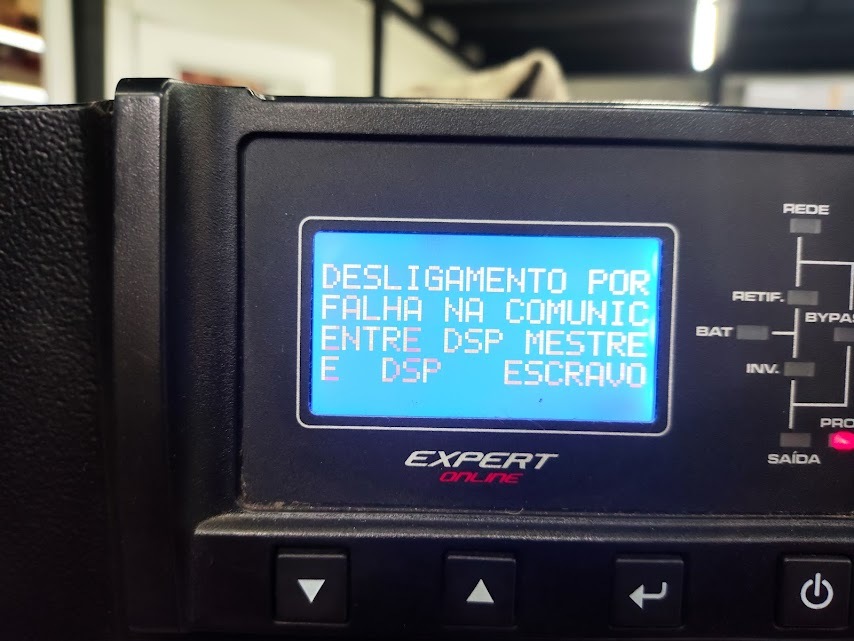 DESLIGAMENTO POR
FALHA NA COMUNIC
ENTRE DSP MESTRE
E DSP ESCRAVO
REDE
RETIF.
BAT
INV.
SAÍDA
EXPERT
ONLINE